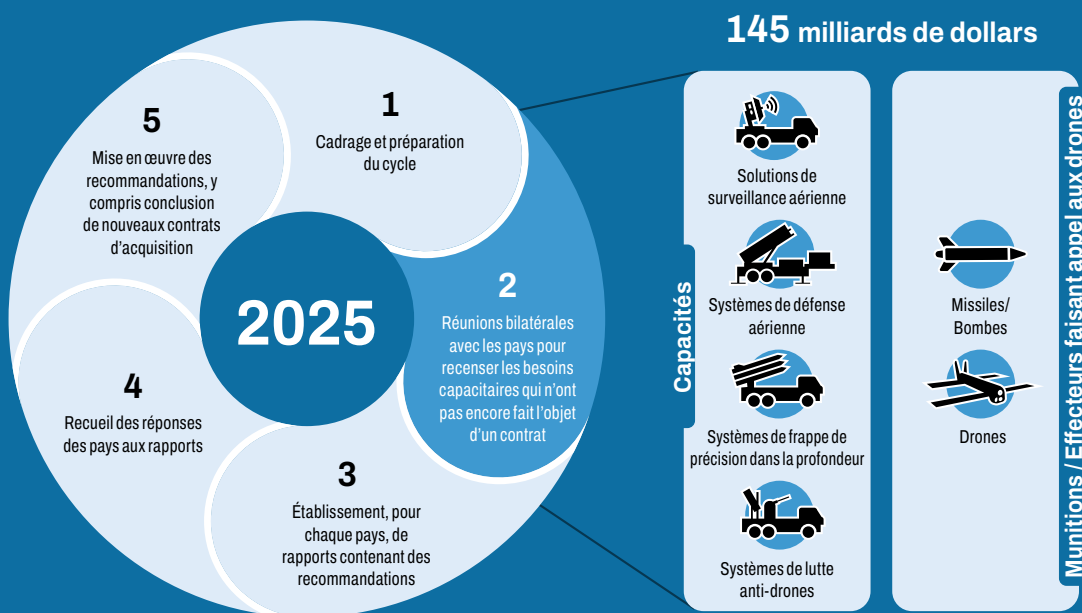 145 milliards de dollars
2025
1
Cadrage et préparation
du cycle
2
Réunions bilatérales
avec les pays pour
recenser les besoins
capacitaires qui n'ont
pas encore fait l'objet
d'un contrat
3
Établissement, pour
chaque pays, de
rapports contenant des
recommandations
4
Recueil des réponses
des pays aux rapports
5
Mise en œuvre des
recommandations, y
compris conclusion
de nouveaux contrats
d'acquisition
Capacités
Solutions de
surveillance aérienne
Systèmes de défense
aérienne
Systèmes de frappe de
précision dans la profondeur
Systèmes de lutte
anti-drones
Missiles/
Bombes
Drones
Munitions / Effecteurs faisant appel aux drones